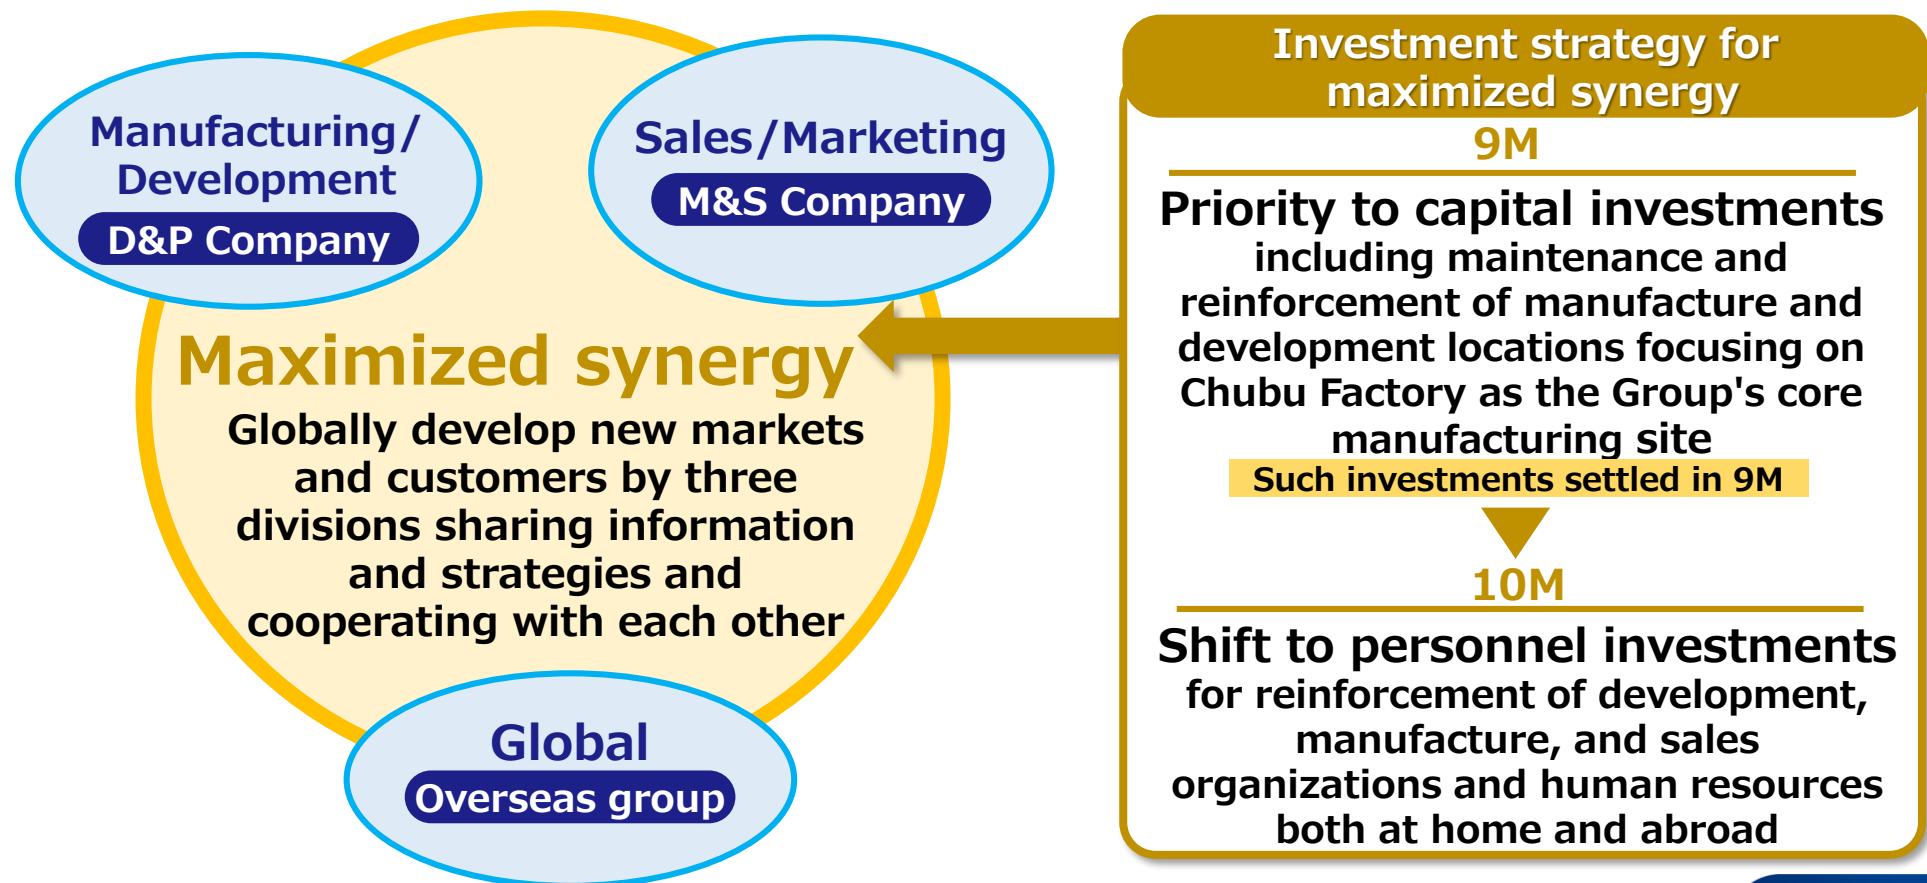 Manufacturing/
Development
D&P Company
Sales/Marketing
M&S Company
Maximized synergy
Globally develop new markets
and customers by three
divisions sharing information
and strategies and
cooperating with each other
Global
Overseas group
Investment strategy for
maximized synergy
9M
Priority to capital investments
including maintenance and
reinforcement of manufacture and
development locations focusing on
Chubu Factory as the Group's core
manufacturing site
Such investments settled in 9M
10M
Shift to personnel investments
for reinforcement of development,
manufacture, and sales
organizations and human resources
both at home and abroad